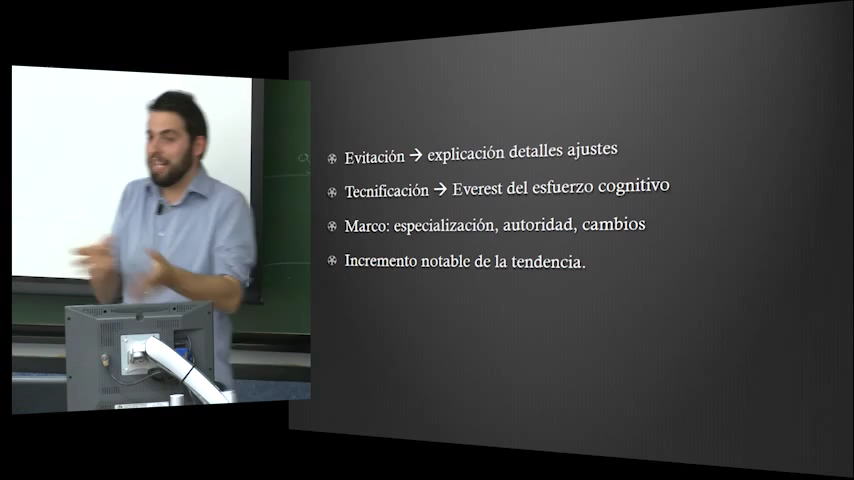 Evitación → explicación detalles ajustes
Tecnificación → Everest del esfuerzo cognitivo
Marco: especialización, autoridad, cambios
Incremento notable de la tendencia.